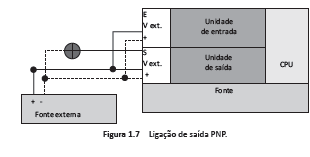 E
V ext.
+
Unidade
de entrada
S
V ext.
+
Unidade
de saída
CPU
Fonte
+ -
Fonte externa
Figura 1.7 Ligação de saída PNP.